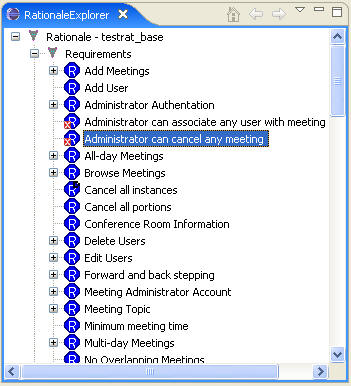 RationaleExplorer
Rationale - testrat_base
Requirements
R Add Meetings
R Add User
R Administrator Authentation
R Administrator can associate any user with meeting
R Administrator can cancel any meeting
R All-day Meetings
R Browse Meetings
R Cancel all instances
R Cancel all portions
R Conference Room Information
R Delete Users
R Edit Users
R Forward and back stepping
R Meeting Administrator Account
R Meeting Topic
R Minimum meeting time
R Multi-day Meetings
R No Overlapping Meetings